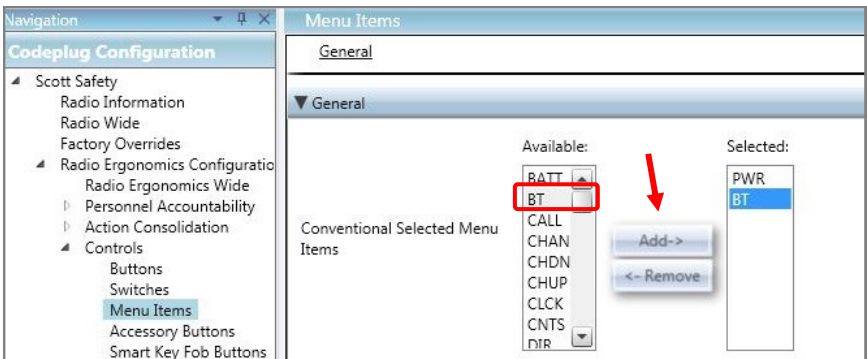 Navigation
Codeplug Configuration
Scott Safety
Radio Information
Radio Wide
Factory Overrides
Radio Ergonomics Configuratio
Radio Ergonomics Wide
Personnel Accountability
Action Consolidation
Controls
Buttons
Switches
Menu Items
Accessory Buttons
Smart Key Fob Buttons
Menu Items
General
General
Conventional Selected Menu
Items
Available:
BATT
BT
CALL
CHAN
CHDN
CHUP
CLCK
CNTS
DIR
Add->
<- Remove
Selected:
PWR
BT